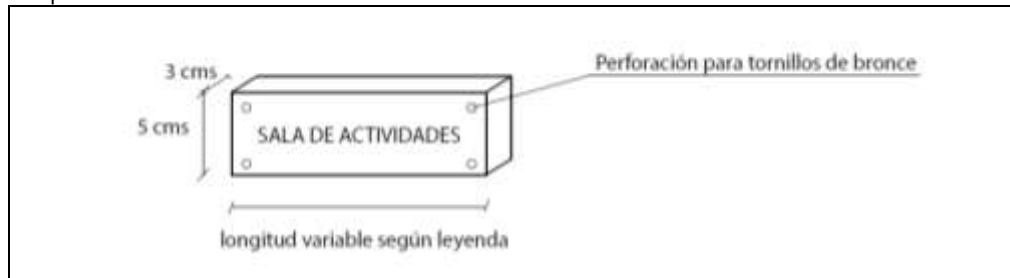 3 cms
Perforación para tornillos de bronce
5 cms
SALA DE ACTIVIDADES
longitud variable según leyenda